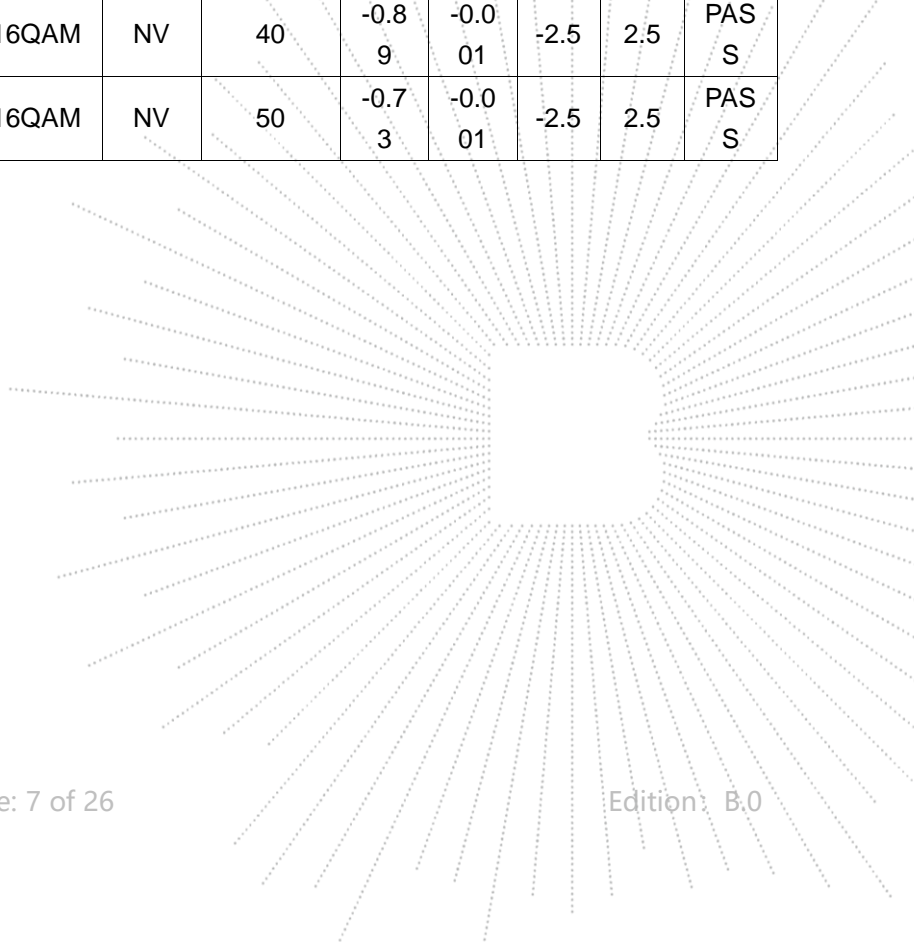 16QAM NV 40 -0.8 9 -0.0 01 -2.5 2.5 PAS S
16QAM NV 50 -0.7 3 -0.0 01 -2.5 2.5 PAS S
e: 7 of 26 Edition: B.0